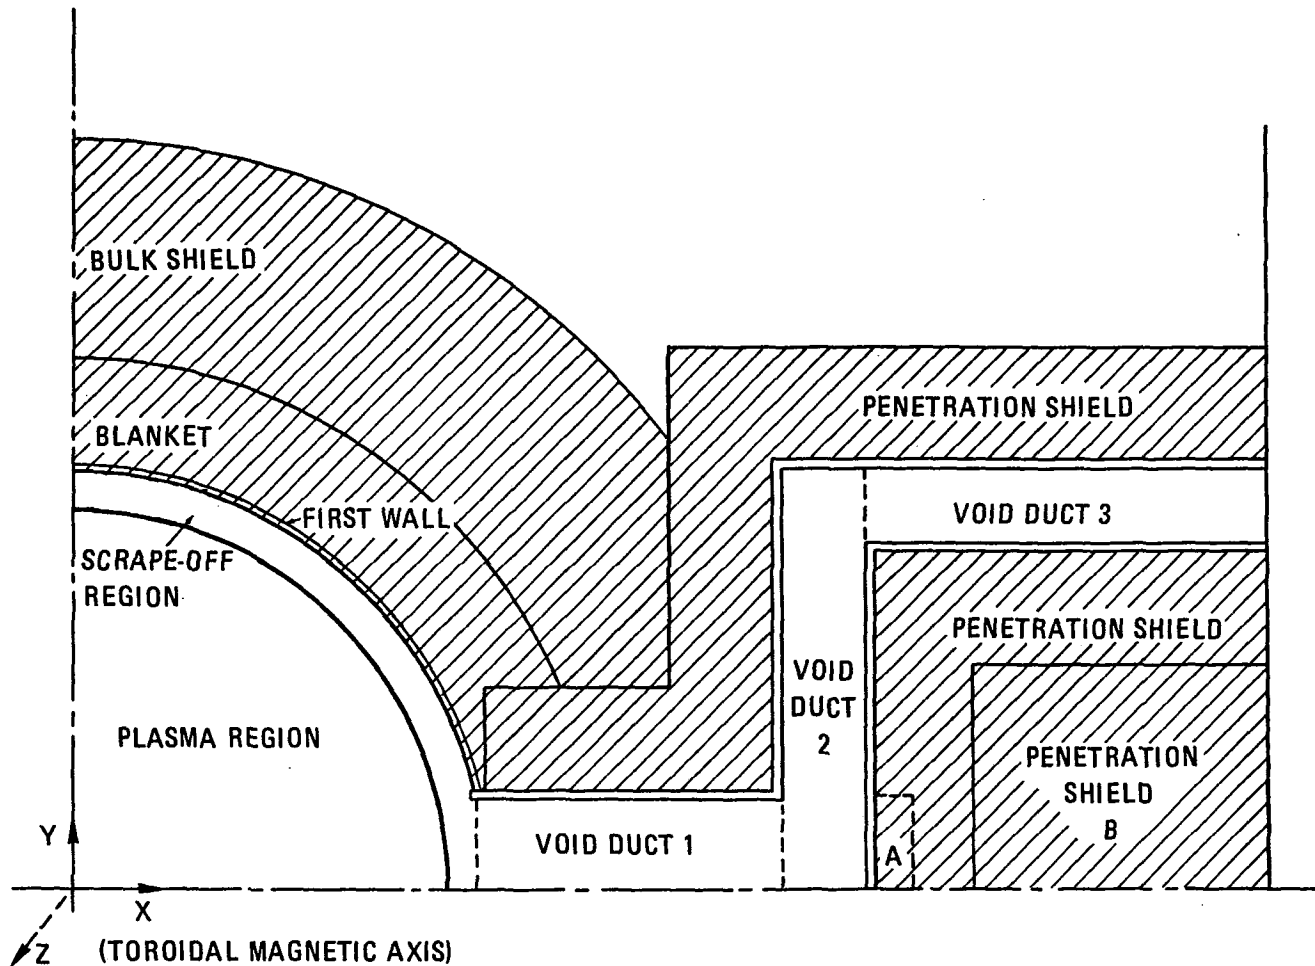 BULK SHIELD
BLANKET
FIRST WALL
SCRAPE-OFF
REGION
PLASMA REGION
PENETRATION SHIELD
VOID DUCT 3
PENETRATION SHIELD
VOID
DUCT
2
PENETRATION
SHIELD
B
A
VOID DUCT 1
Y
X
Z
(TOROIDAL MAGNETIC AXIS)